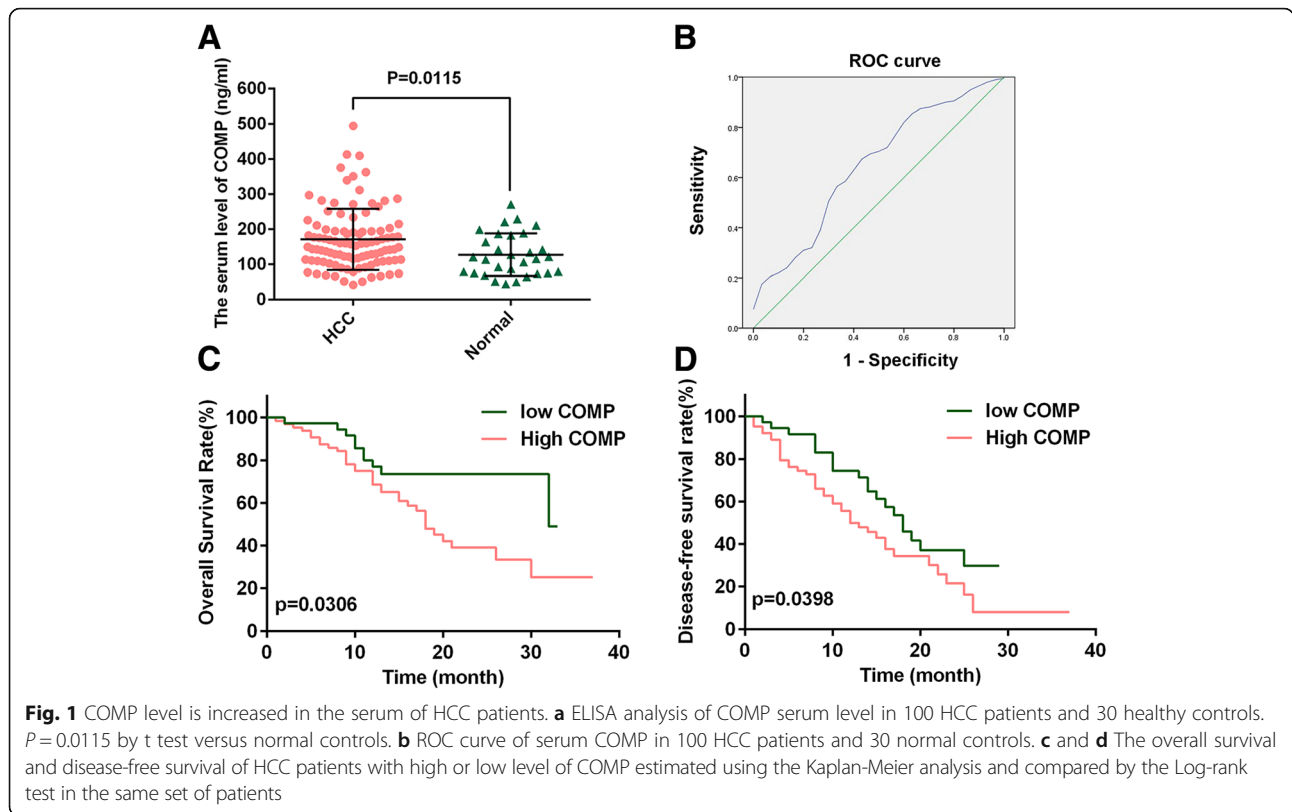 A
P=0.0115
The serum level of COMP (ng/ml)
600
500
400
300
200
100
0
HCC
Normal
B
ROC curve
Sensitivity
1.0
0.8
0.6
0.4
0.2
0.0
0.0
0.2
0.4
0.6
0.8
1.0
1 - Specificity
C
Overall Survival Rate(%)
100
80
60
40
20
0
low COMP
High COMP
p=0.0306
0
10
20
30
40
Time (month)
D
Disease-free survival rate(%)
100
80
60
40
20
0
low COMP
High COMP
p=0.0398
0
10
20
30
40
Time (month)
Fig. 1 COMP level is increased in the serum of HCC patients. a ELISA analysis of COMP serum level in 100 HCC patients and 30 healthy controls.
P = 0.0115 by t test versus normal controls. b ROC curve of serum COMP in 100 HCC patients and 30 normal controls. c and d The overall survival
and disease-free survival of HCC patients with high or low level of COMP estimated using the Kaplan-Meier analysis and compared by the Log-rank
test in the same set of patients